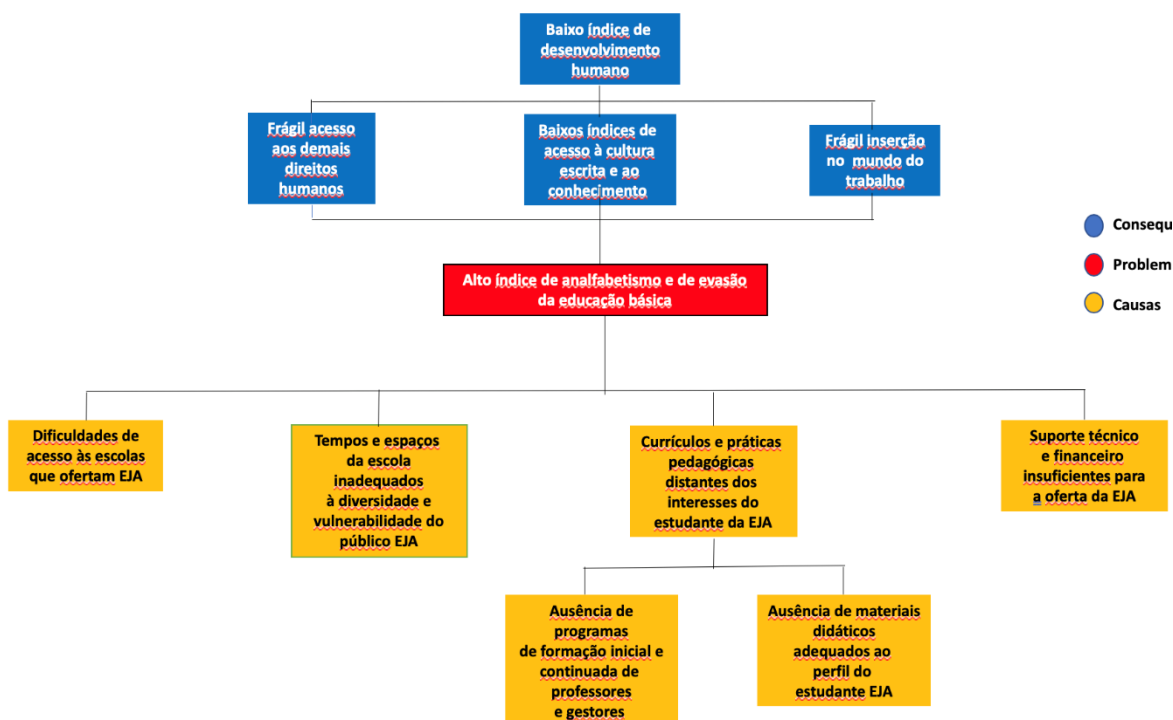 Baixo índice de
desenvolvimento
humano
Frágil acesso
aos demais
direitos
humanos
Baixos índices de
acesso à cultura
escrita e ao
conhecimento
Frágil inserção
no mundo do
trabalho
Consequ
Problem
Causas
Alto índice de analfabetismo e de evasão
da educação básica
Dificuldades de
acesso às escolas
que ofertam EJA
Tempos e espaços
da escola
inadequados
à diversidade e
vulnerabilidade do
público EJA
Currículos e práticas
pedagógicas
distantes dos
interesses do
estudante da EJA
Suporte técnico
e financeiro
insuficientes para
a oferta da EJA
Ausência de
programas
de formação inicial e
continuada de
professores
e gestores
Ausência de materiais
didáticos
adequados ao
perfil do
estudante EJA